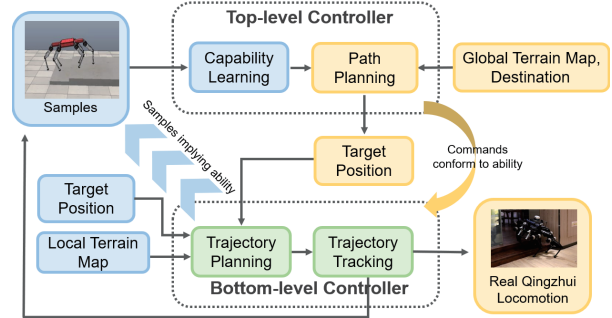 Top-level Controller
Samples
Capability
Learning
Path
Planning
Global Terrain Map,
Destination
Samples implying ability
Target
Position
Commands
conform to ability
Target
Position
Local Terrain
Map
Trajectory
Planning
Trajectory
Tracking
Bottom-level Controller
Real Qingzhui
Locomotion